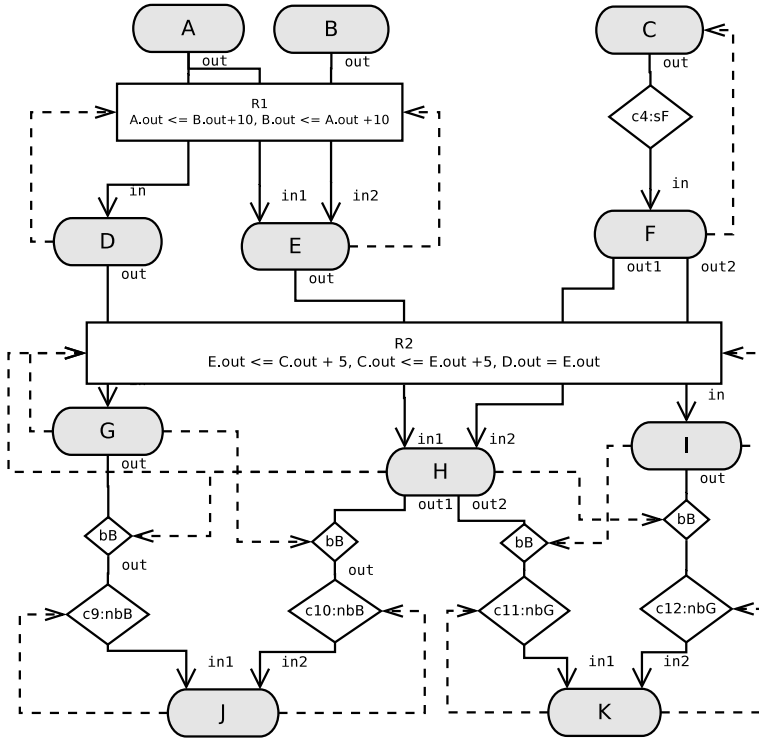 A
B
C
out
out
out
R1
A.out <= B.out+10, B.out <= A.out +10
c4:sF
in
in1
in2
in
D
E
F
out
out
out1
out2
R2
E.out <= C.out + 5, C.out <= E.out +5, D.out = E.out
in
G
in1
in2
I
out
H
out
out1
out2
bB
bB
bB
bB
out
out
c9:nbB
c10:nbB
c11:nbG
c12:nbG
in1
in2
in1
in2
J
K